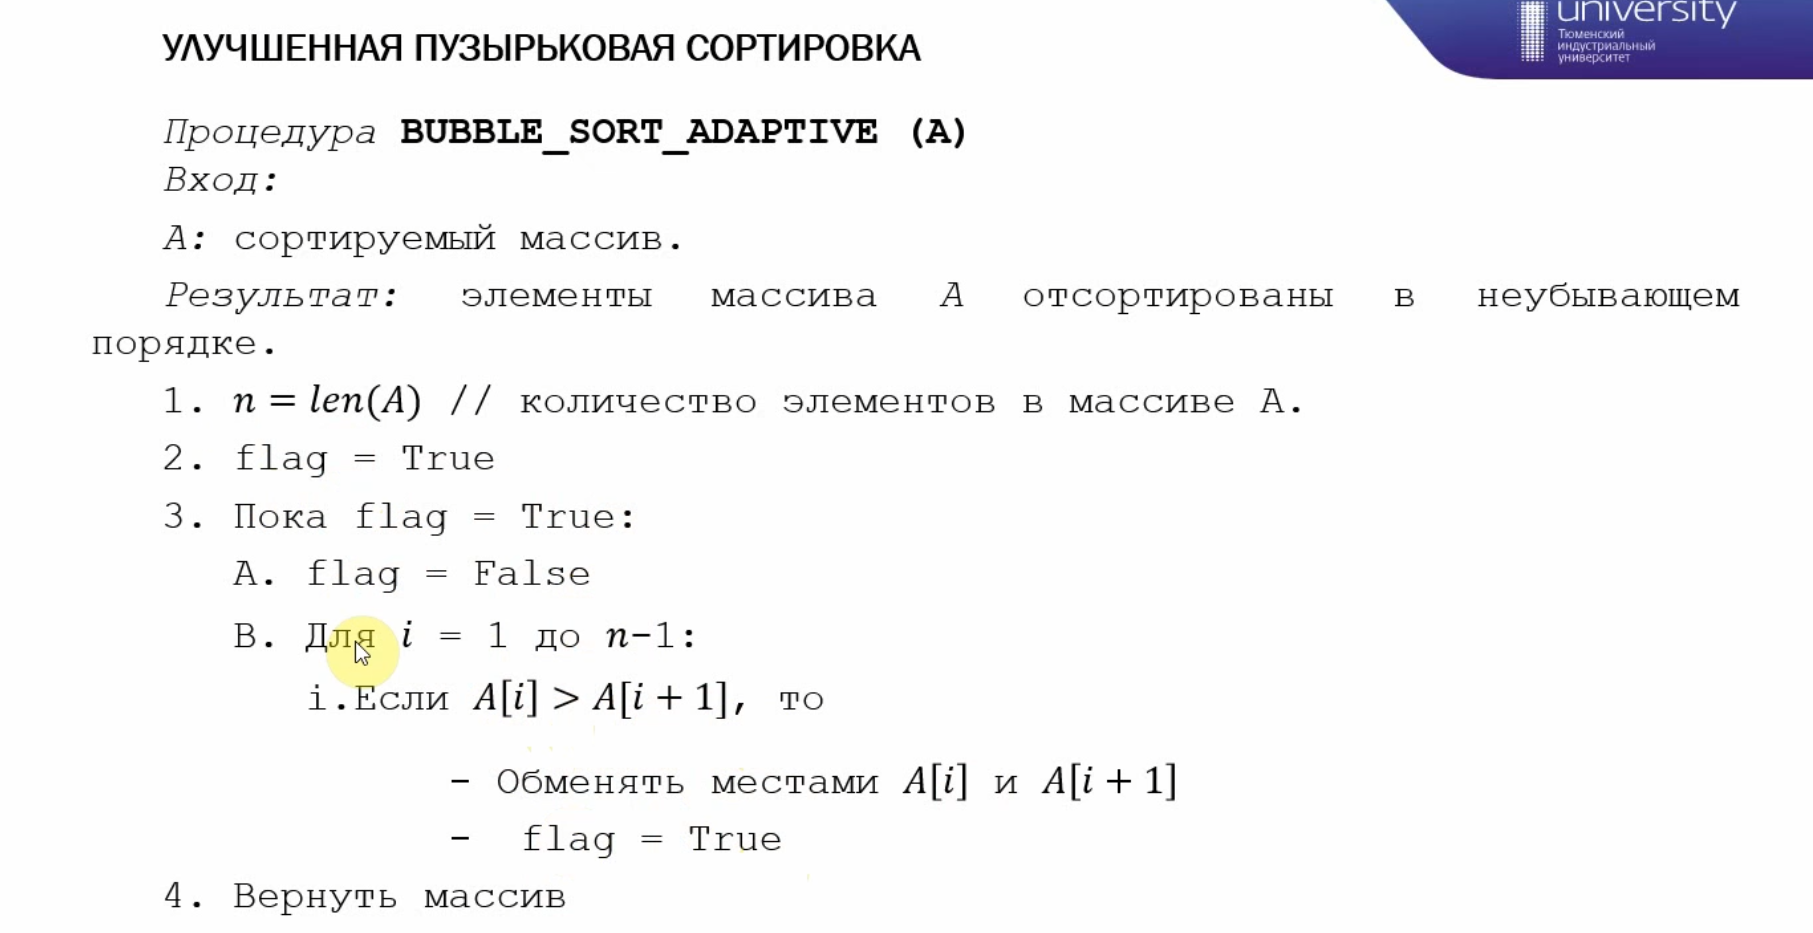 university
Тюменский
индустриальный
университет
УЛУЧШЕННАЯ ПУЗЫРЬКОВАЯ СОРТИРОВКА
Процедура BUBBLE_SORT_ADAPTIVE (A)
Вход:
A: сортируемый массив.
Результат: элементы массива A отсортированы в неубывающем
порядке.
1. n = len(A) // количество элементов в массиве A.
2. flag = True
3. Пока flag = True:
A. flag = False
B. Для i = 1 до n-1:
i.Если A[i] > A[i + 1], то
- Обменять местами A[i] и A[i + 1]
- flag = True
4. Вернуть массив